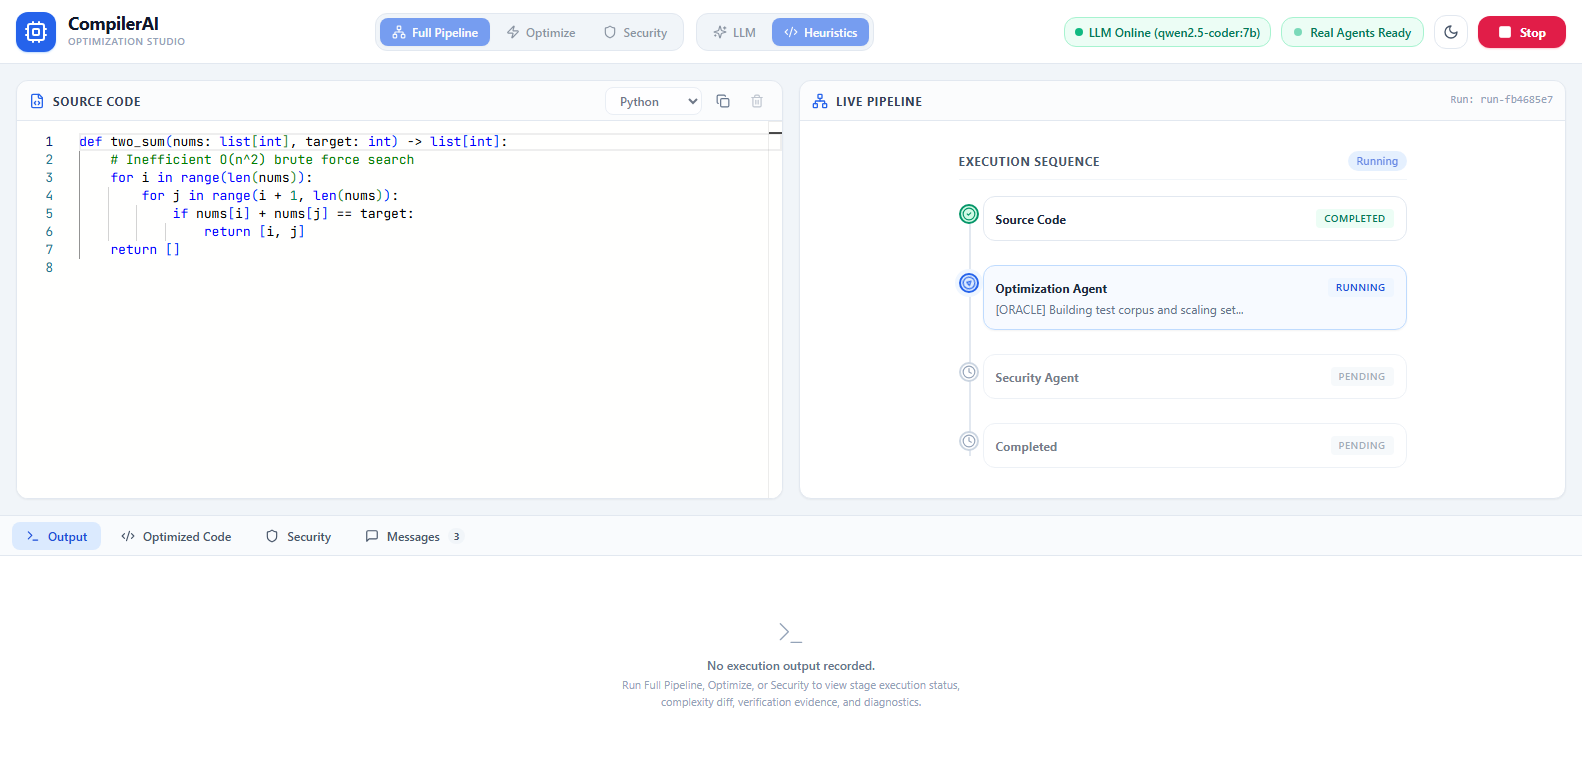 CompilerAI
OPTIMIZATION STUDIO
Full Pipeline
Optimize
Security
LLM
Heuristics
LLM Online (qwen2.5-coder:7b)
Real Agents Ready
Stop
SOURCE CODE
Python
1 def two_sum(nums: list[int], target: int) -> list[int]:
2     # Inefficient O(n^2) brute force search
3     for i in range(len(nums)):
4         for j in range(i + 1, len(nums)):
5             if nums[i] + nums[j] == target:
6                 return [i, j]
7     return []
8
LIVE PIPELINE
Run: run-fb4685e7
EXECUTION SEQUENCE
Running
Source Code
COMPLETED
Optimization Agent
RUNNING
[ORACLE] Building test corpus and scaling set...
Security Agent
PENDING
Completed
PENDING
Output
Optimized Code
Security
Messages 3
No execution output recorded.
Run Full Pipeline, Optimize, or Security to view stage execution status,
complexity diff, verification evidence, and diagnostics.